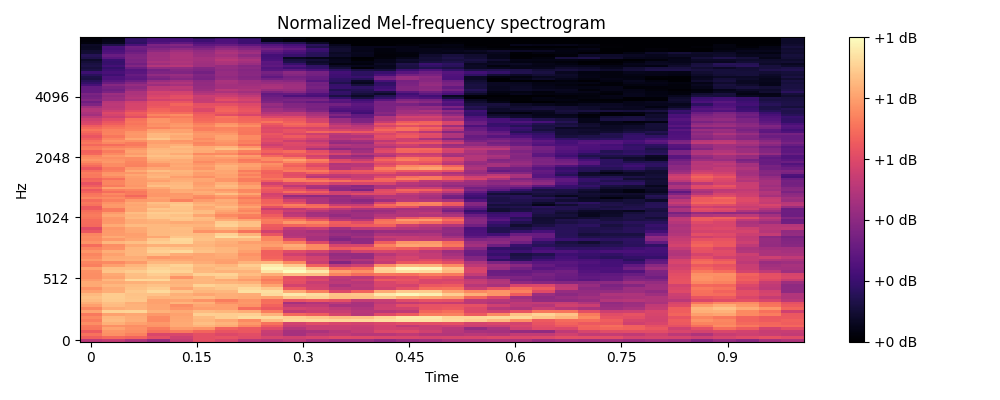 Normalized Mel-frequency spectrogram
Hz
4096
2048
1024
512
0
0 0.15 0.3 0.45 0.6 0.75 0.9
Time
+1 dB
+1 dB
+1 dB
+0 dB
+0 dB
+0 dB